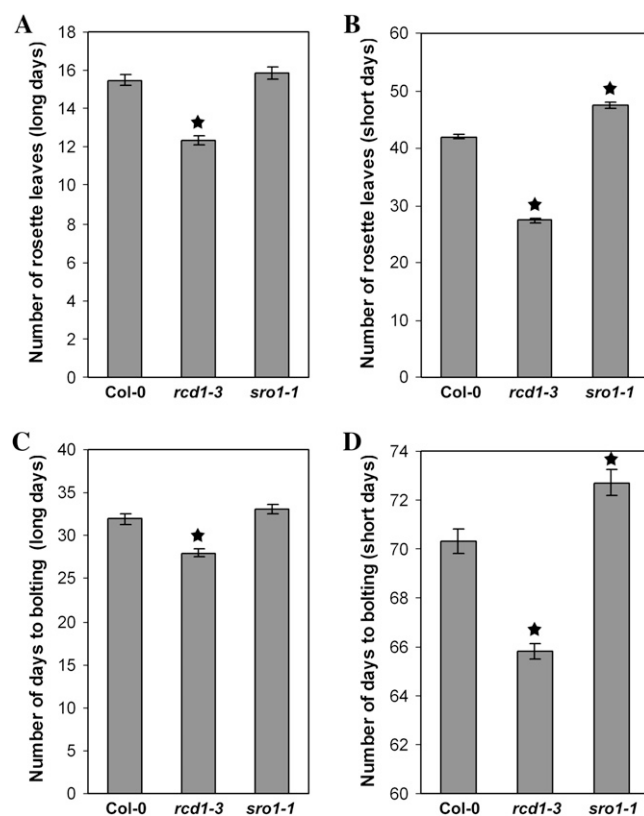 A
Number of rosette leaves (long days)
18
16
14
12
10
8
6
4
2
0
Col-0 rcd1-3 sro1-1
B
Number of rosette leaves (short days)
60
50
40
30
20
10
0
Col-0 rcd1-3 sro1-1
C
Number of days to bolting (long days)
40
35
30
25
20
15
10
5
0
Col-0 rcd1-3 sro1-1
D
Number of days to bolting (short days)
74
72
70
68
66
64
62
60
Col-0 rcd1-3 sro1-1